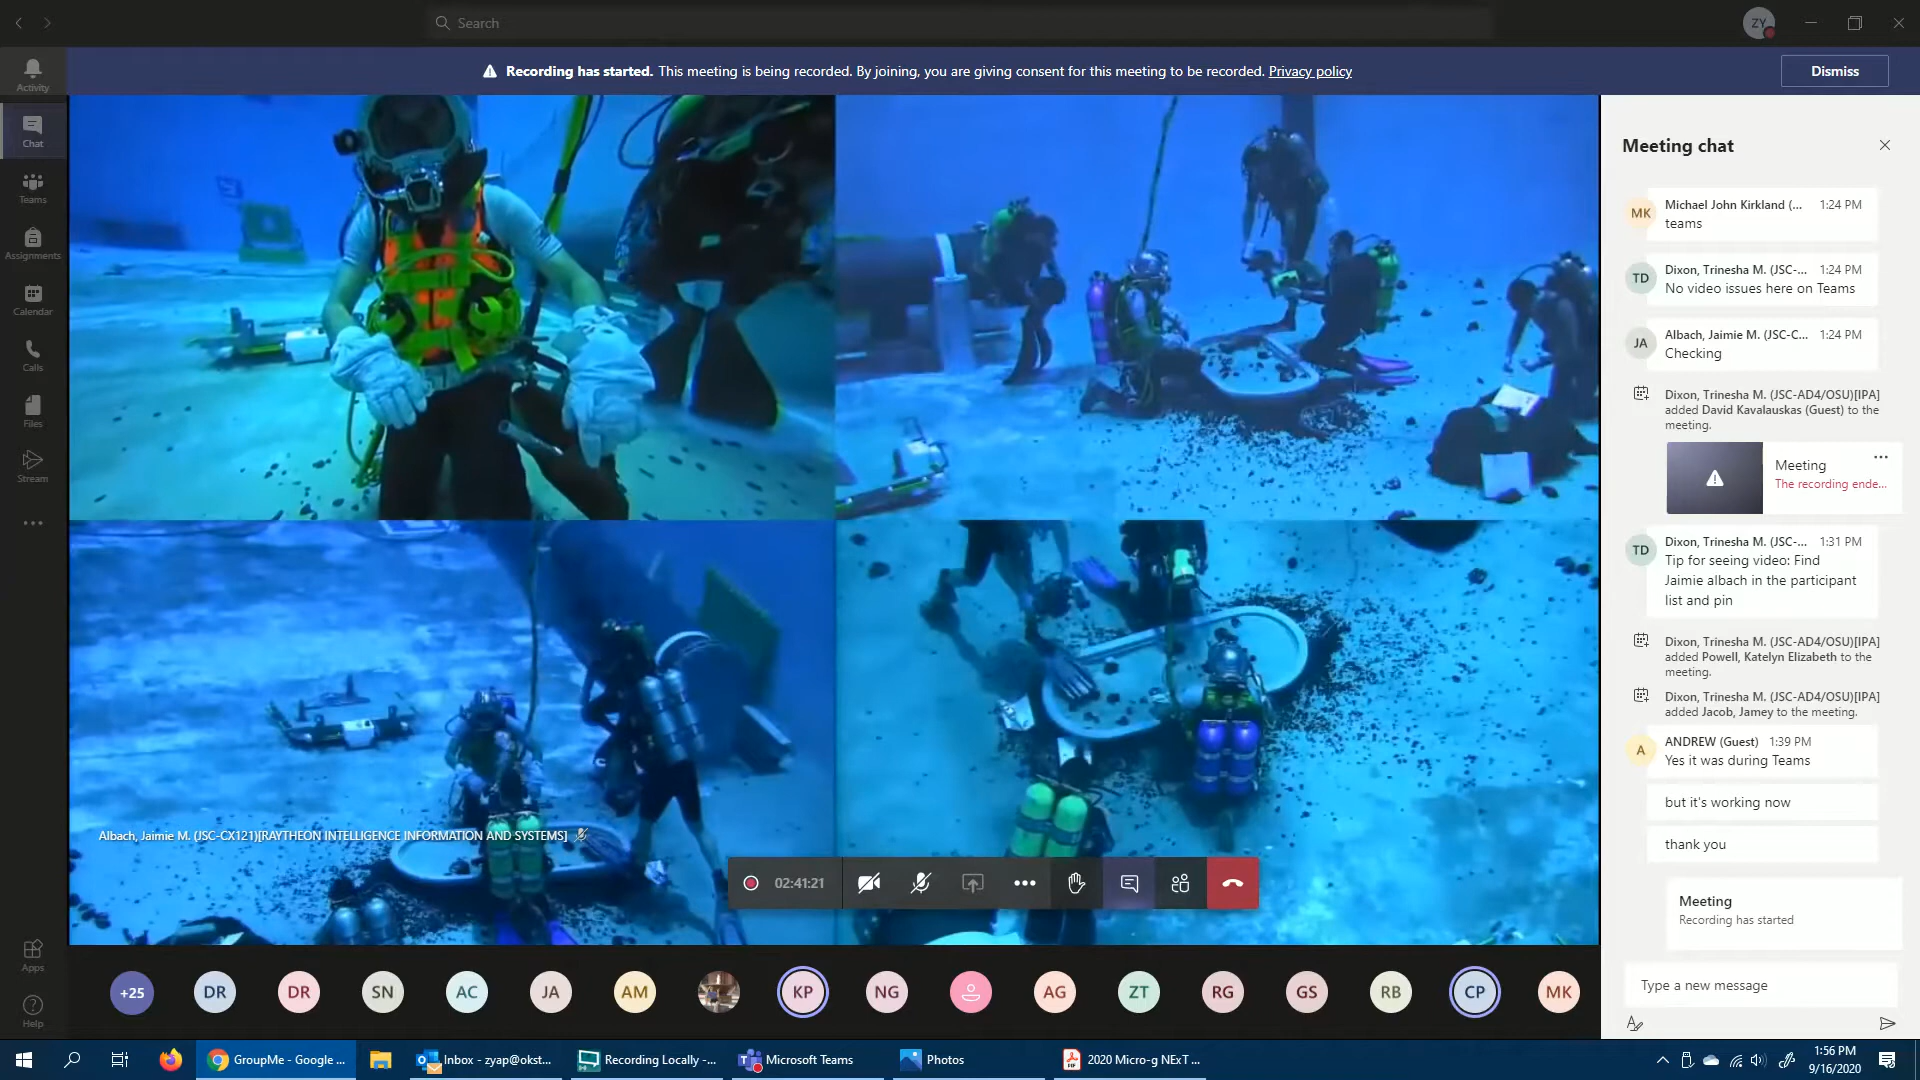 Search
ZY
Recording has started. This meeting is being recorded. By joining, you are giving consent for this meeting to be recorded. Privacy policy
Dismiss
Activity
Chat
Teams
Assignments
Calendar
Calls
Files
Stream
Apps
Help
Albach, Jaimie M. (JSC-CX121)[RAYTHEON INTELLIGENCE INFORMATION AND SYSTEMS]
02:41:21
+25
DR
DR
SN
AC
JA
AM
KP
NG
AG
ZT
RG
GS
RB
CP
MK
Meeting chat
MK
Michael John Kirkland (... 1:24 PM
teams
TD
Dixon, Trinesha M. (JSC-... 1:24 PM
No video issues here on Teams
JA
Albach, Jaimie M. (JSC-C... 1:24 PM
Checking
Dixon, Trinesha M. (JSC-AD4/OSU)[IPA]
added David Kavalauskas (Guest) to the
meeting.
Meeting
The recording ende...
TD
Dixon, Trinesha M. (JSC-... 1:31 PM
Tip for seeing video: Find
Jaimie albach in the participant
list and pin
Dixon, Trinesha M. (JSC-AD4/OSU)[IPA]
added Powell, Katelyn Elizabeth to the
meeting.
Dixon, Trinesha M. (JSC-AD4/OSU)[IPA]
added Jacob, Jamey to the meeting.
A
ANDREW (Guest) 1:39 PM
Yes it was during Teams
but it's working now
thank you
Meeting
Recording has started
Type a new message
GroupMe - Google ...
Inbox - zyap@okst...
Recording Locally -...
Microsoft Teams
Photos
2020 Micro-g NExT ...
1:56 PM
9/16/2020